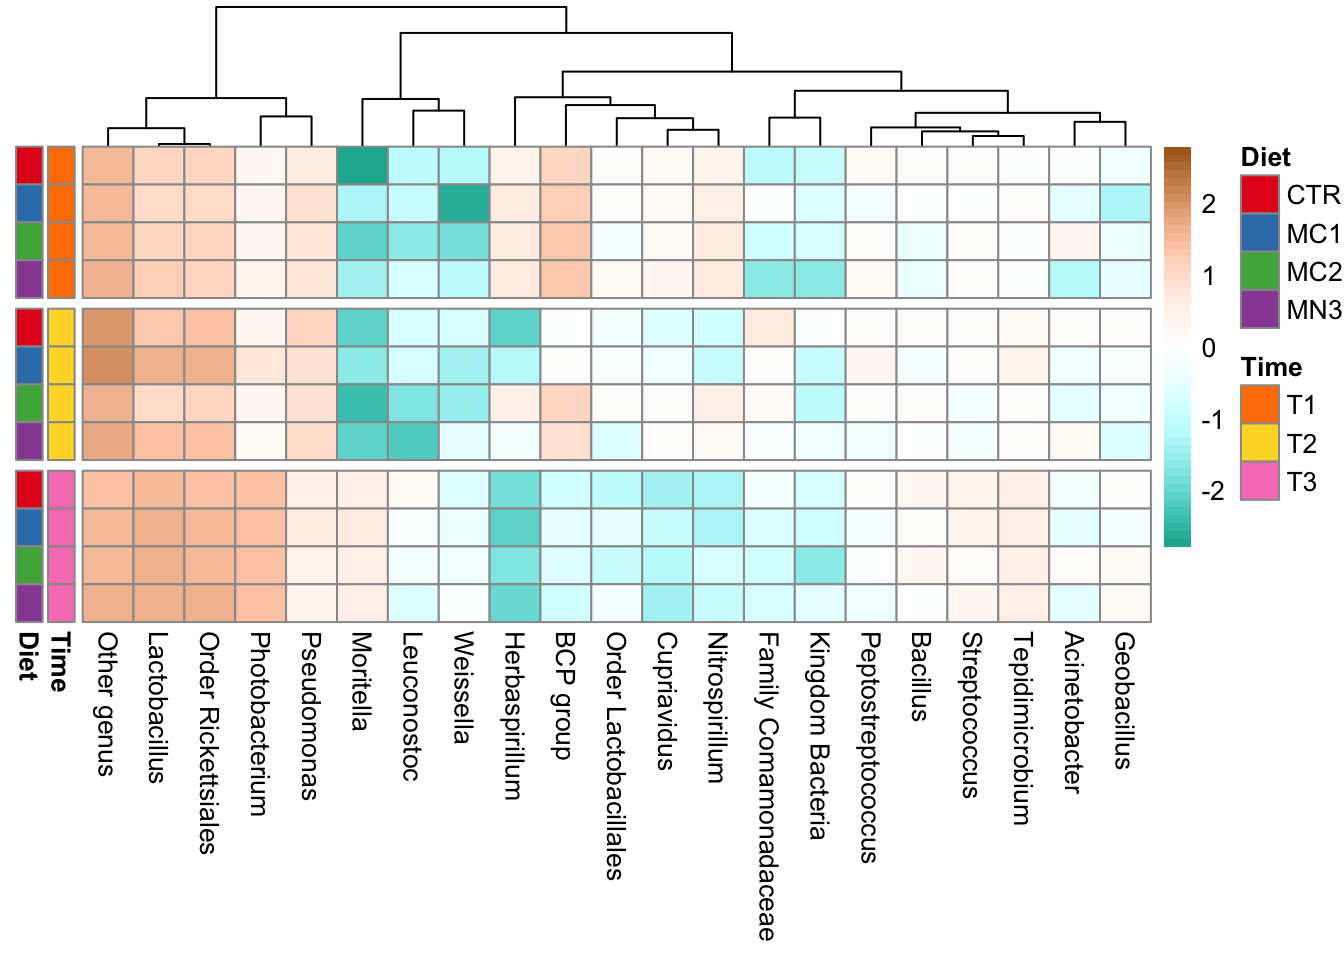 Diet
CTR
MC1
MC2
MN3
Time
T1
T2
T3
2
1
0
-1
-2
Diet
Time
Other genus
Lactobacillus
Order Rickettsiales
Photobacterium
Pseudomonas
Moritella
Leuconostoc
Weissella
Herbaspirillum
BCP group
Order Lactobacillales
Cupriavidus
Nitrospirillum
Family Comamonadaceae
Kingdom Bacteria
Peptostreptococcus
Bacillus
Streptococcus
Tepidimicrobium
Acinetobacter
Geobacillus